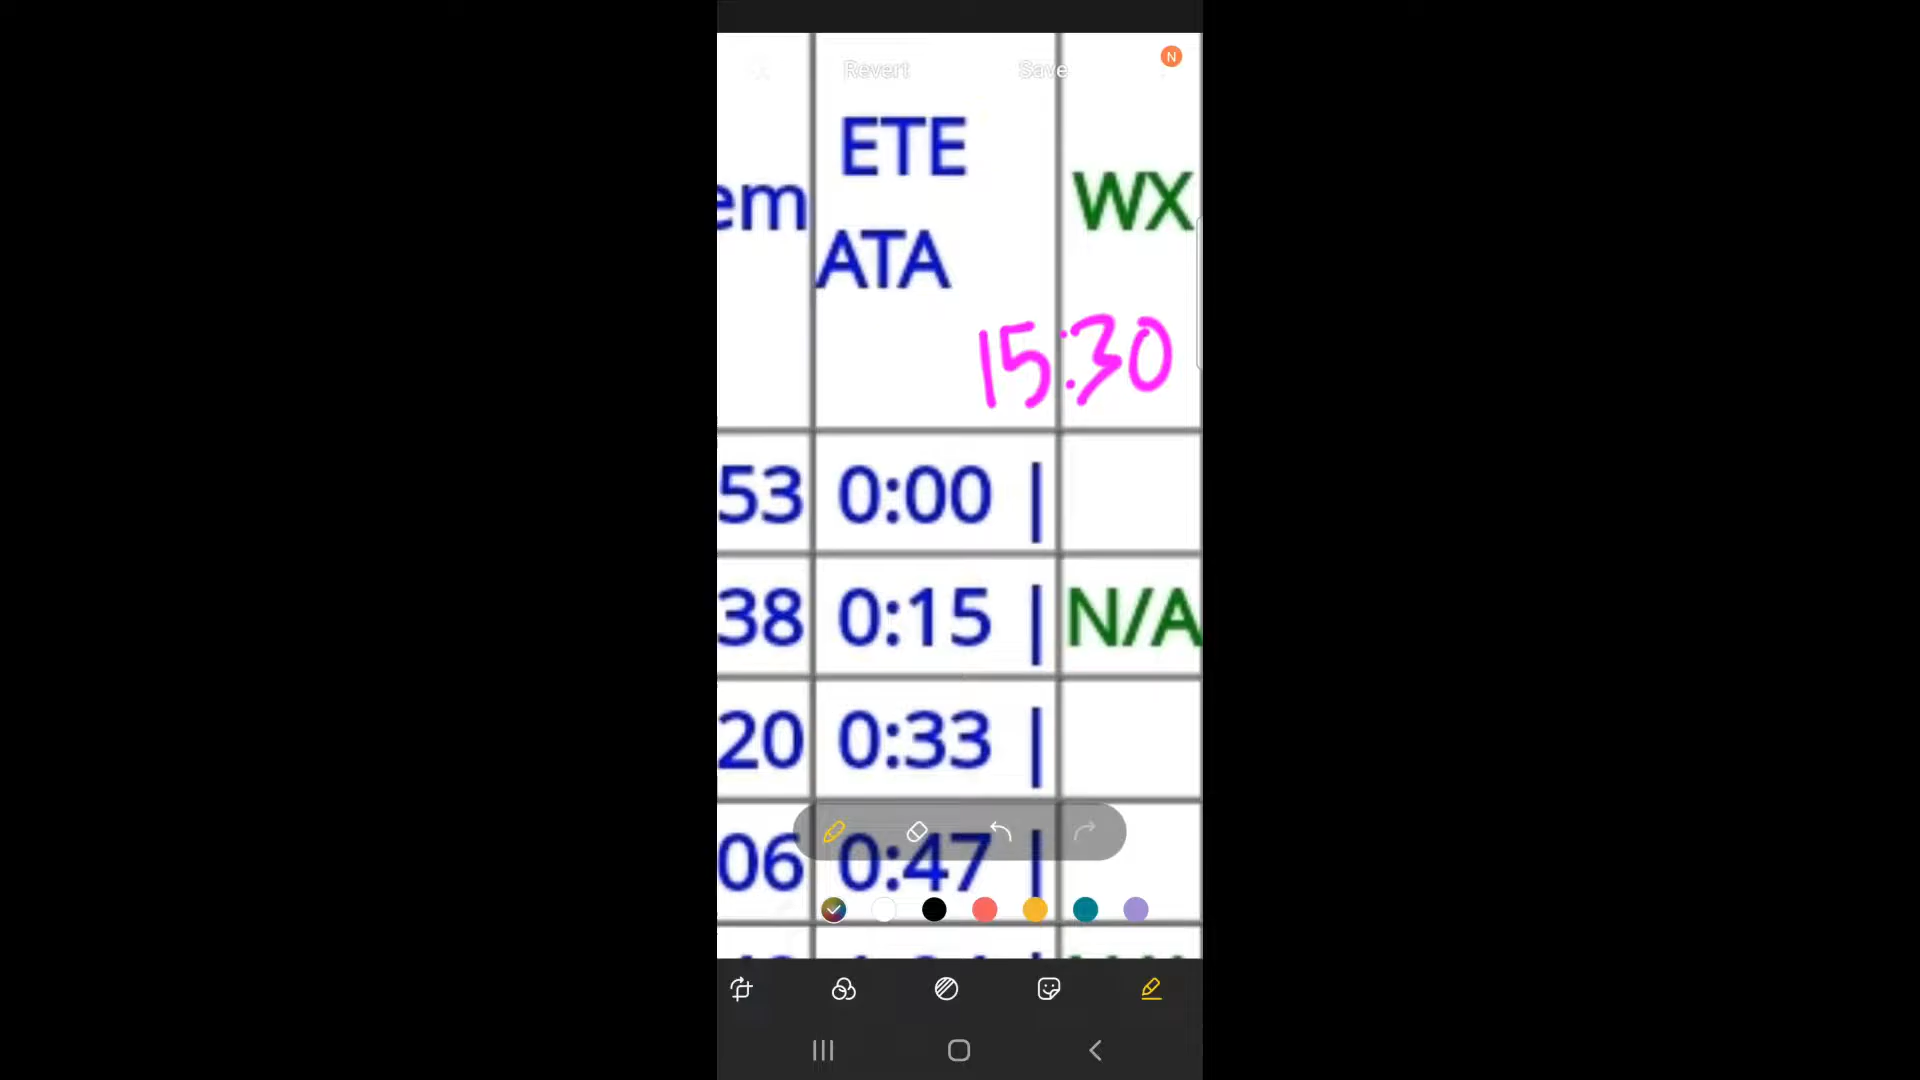 Revert Save N
ETE
em WX
ATA
15:30
53 0:00 |
38 0:15 | N/A
20 0:33 |
06 0:47 |